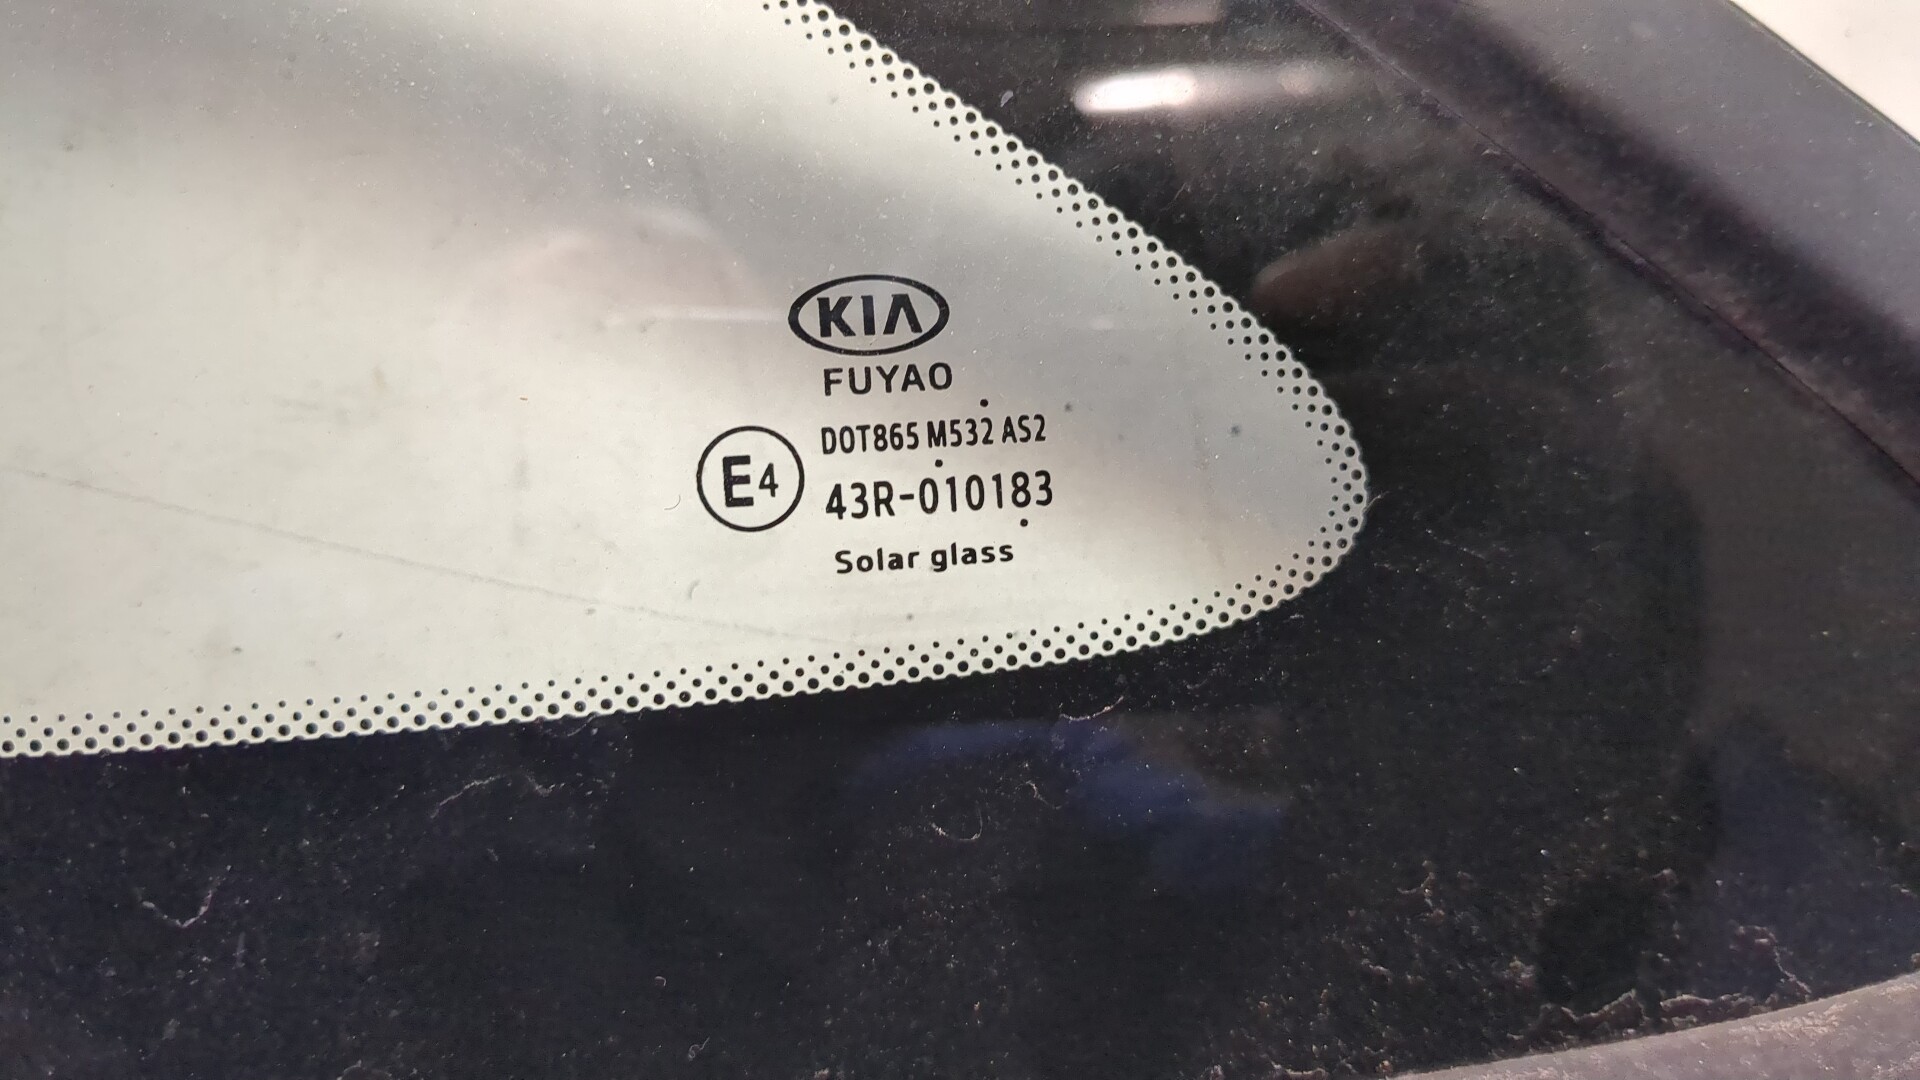 KIA
FUYAO
DOT865 M532 AS2
E4 43R-010183
Solar glass